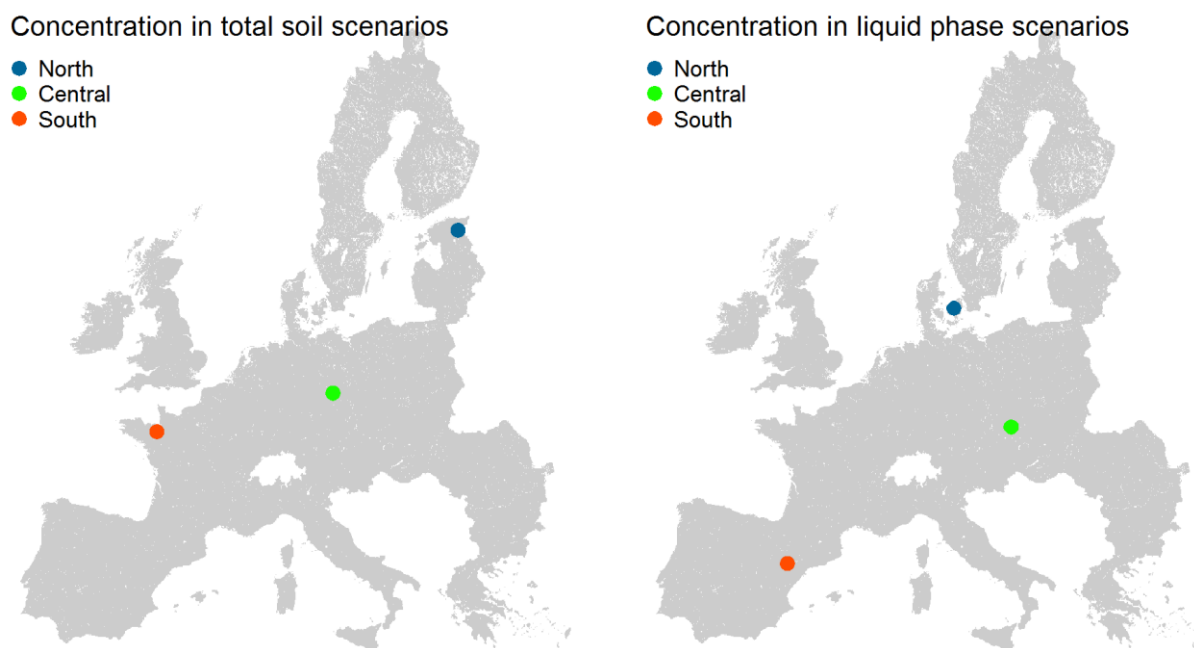 Concentration in total soil scenarios
North
Central
South
Concentration in liquid phase scenarios
North
Central
South